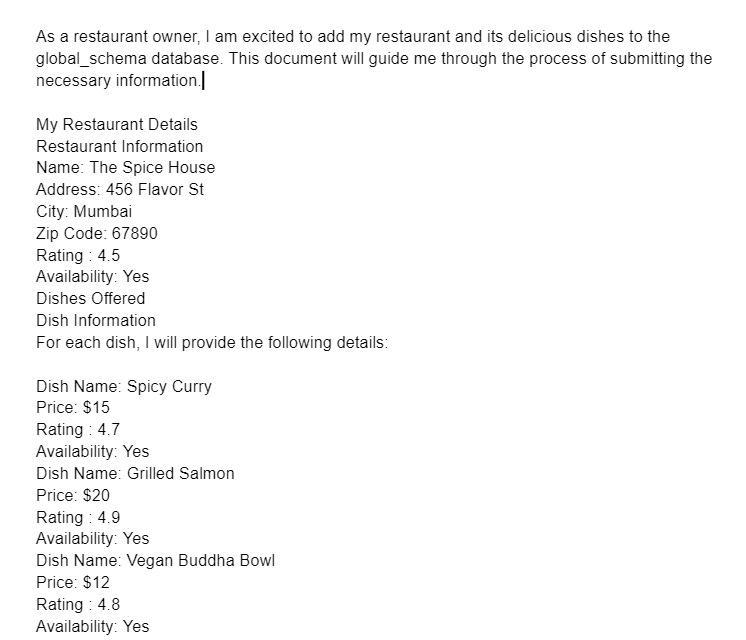 As a restaurant owner, I am excited to add my restaurant and its delicious dishes to the
global_schema database. This document will guide me through the process of submitting the
necessary information.
My Restaurant Details
Restaurant Information
Name: The Spice House
Address: 456 Flavor St
City: Mumbai
Zip Code: 67890
Rating : 4.5
Availability: Yes
Dishes Offered
Dish Information
For each dish, I will provide the following details:
Dish Name: Spicy Curry
Price: $15
Rating : 4.7
Availability: Yes
Dish Name: Grilled Salmon
Price: $20
Rating : 4.9
Availability: Yes
Dish Name: Vegan Buddha Bowl
Price: $12
Rating : 4.8
Availability: Yes